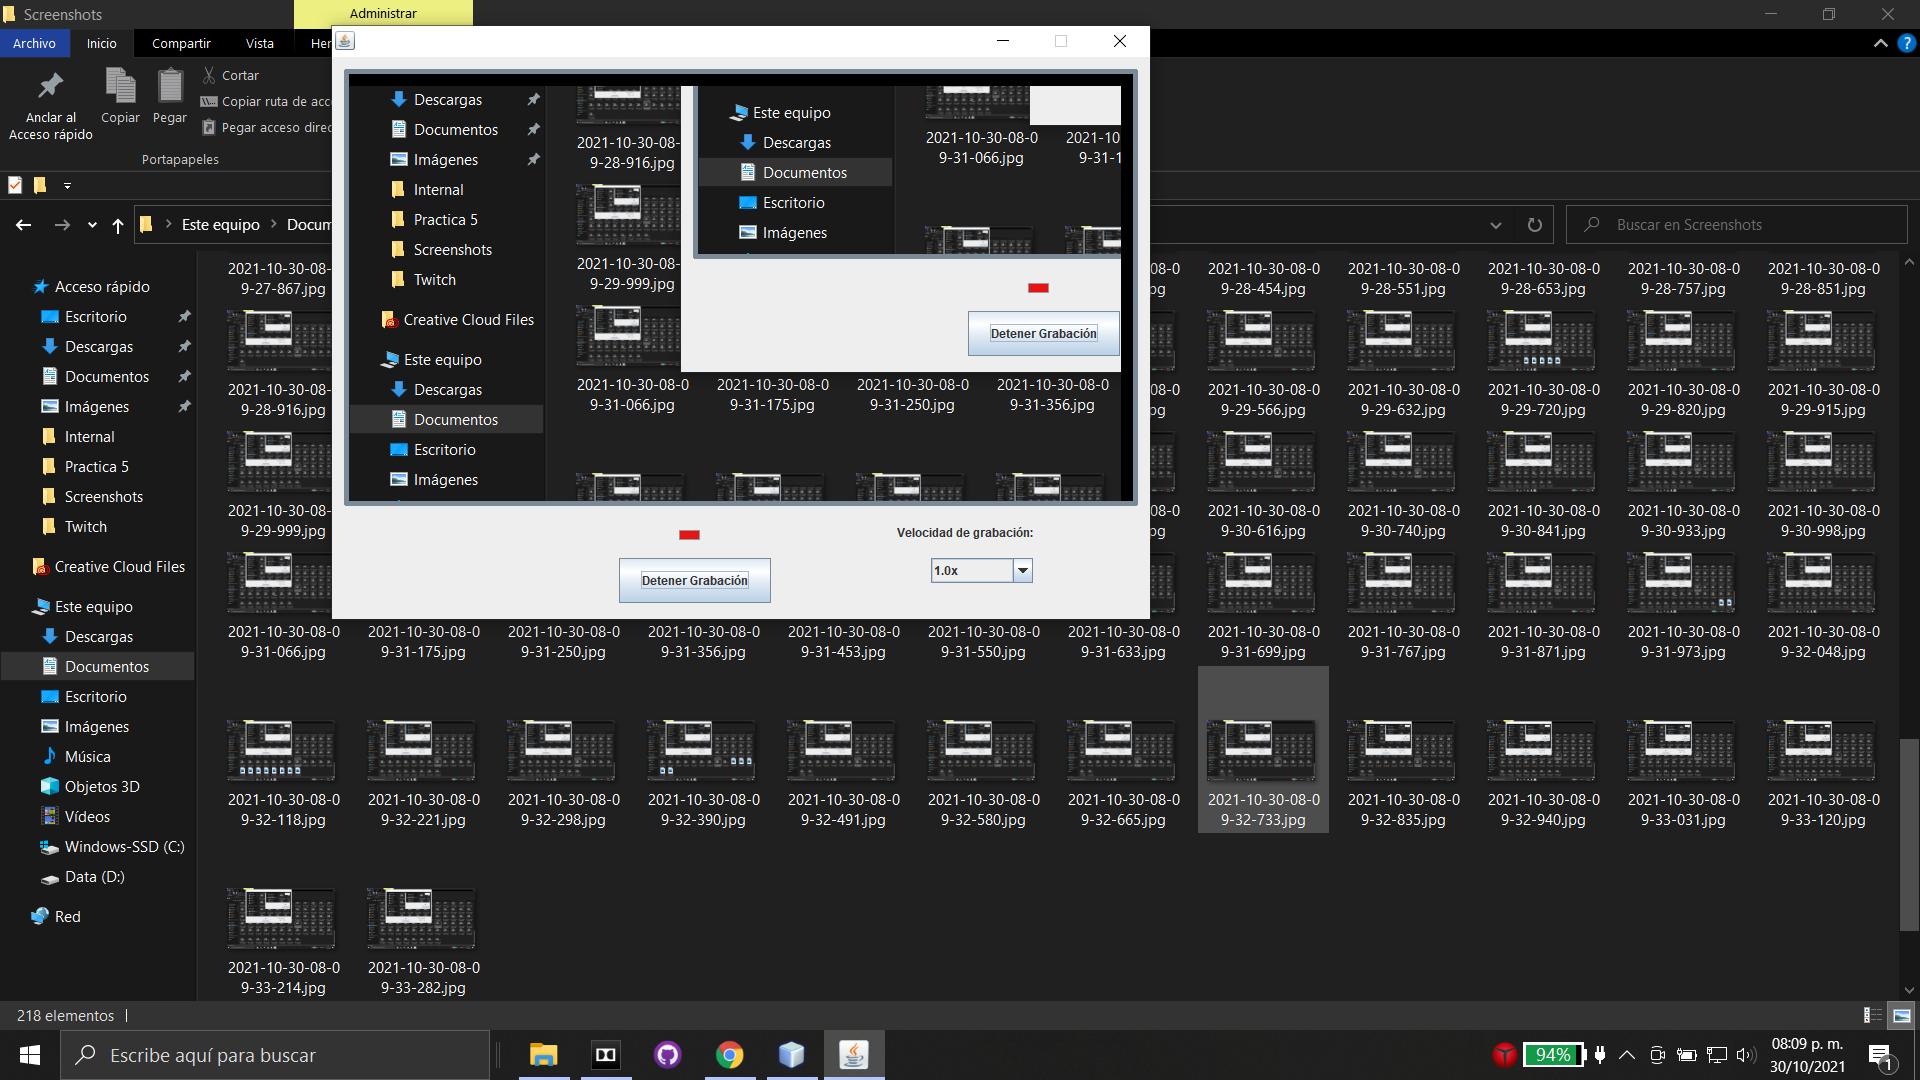 Screenshots
Administrar
Archivo
Inicio
Compartir
Vista
Her
Anclar al
Acceso rápido
Copiar
Pegar
Cortar
Copiar ruta de acc
Pegar acceso direc
Portapapeles
Este equipo
Docum
Buscar en Screenshots
Acceso rápido
Escritorio
Descargas
Documentos
Imágenes
Internal
Practica 5
Screenshots
Twitch
Creative Cloud Files
Este equipo
Descargas
Documentos
Escritorio
Imágenes
Música
Objetos 3D
Vídeos
Windows-SSD (C:)
Data (D:)
Red
Descargas
Documentos
Imágenes
Internal
Practica 5
Screenshots
Twitch
Creative Cloud Files
Este equipo
Descargas
Documentos
Escritorio
Imágenes
2021-10-30-08-
9-28-916.jpg
2021-10-30-08-
9-29-999.jpg
2021-10-30-08-0 2021-10-30-08-0 2021-10-30-08-0 2021-10-30-08-0
9-31-066.jpg 9-31-175.jpg 9-31-250.jpg 9-31-356.jpg
Este equipo
Descargas
Documentos
Escritorio
Imágenes
2021-10-30-08-0 2021-10
9-31-066.jpg 9-31-1
Detener Grabación
Velocidad de grabación:
1.0x
Detener Grabación
2021-10-30-08-0 08-0 2021-10-30-08-0 2021-10-30-08-0 2021-10-30-08-0 2021-10-30-08-0 2021-10-30-08-0
9-27-867.jpg pg 9-28-454.jpg 9-28-551.jpg 9-28-653.jpg 9-28-757.jpg 9-28-851.jpg
2021-10-30-08- 08-0 2021-10-30-08-0 2021-10-30-08-0 2021-10-30-08-0 2021-10-30-08-0 2021-10-30-08-0
9-28-916.jpg pg 9-29-566.jpg 9-29-632.jpg 9-29-720.jpg 9-29-820.jpg 9-29-915.jpg
2021-10-30-08- 08-0 2021-10-30-08-0 2021-10-30-08-0 2021-10-30-08-0 2021-10-30-08-0 2021-10-30-08-0
9-29-999.jpg pg 9-30-616.jpg 9-30-740.jpg 9-30-841.jpg 9-30-933.jpg 9-30-998.jpg
2021-10-30-08-0 2021-10-30-08-0 2021-10-30-08-0 2021-10-30-08-0 2021-10-30-08-0 2021-10-30-08-0 2021-10-30-08-0 2021-10-30-08-0 2021-10-30-08-0 2021-10-30-08-0 2021-10-30-08-0 2021-10-30-08-0
9-31-066.jpg 9-31-175.jpg 9-31-250.jpg 9-31-356.jpg 9-31-453.jpg 9-31-550.jpg 9-31-633.jpg 9-31-699.jpg 9-31-767.jpg 9-31-871.jpg 9-31-973.jpg 9-32-048.jpg
2021-10-30-08-0 2021-10-30-08-0 2021-10-30-08-0 2021-10-30-08-0 2021-10-30-08-0 2021-10-30-08-0 2021-10-30-08-0 2021-10-30-08-0 2021-10-30-08-0 2021-10-30-08-0 2021-10-30-08-0 2021-10-30-08-0
9-32-118.jpg 9-32-221.jpg 9-32-298.jpg 9-32-390.jpg 9-32-491.jpg 9-32-580.jpg 9-32-665.jpg 9-32-733.jpg 9-32-835.jpg 9-32-940.jpg 9-33-031.jpg 9-33-120.jpg
2021-10-30-08-0 2021-10-30-08-0
9-33-214.jpg 9-33-282.jpg
218 elementos
Escribe aquí para buscar
94%
08:09 p. m.
30/10/2021
1